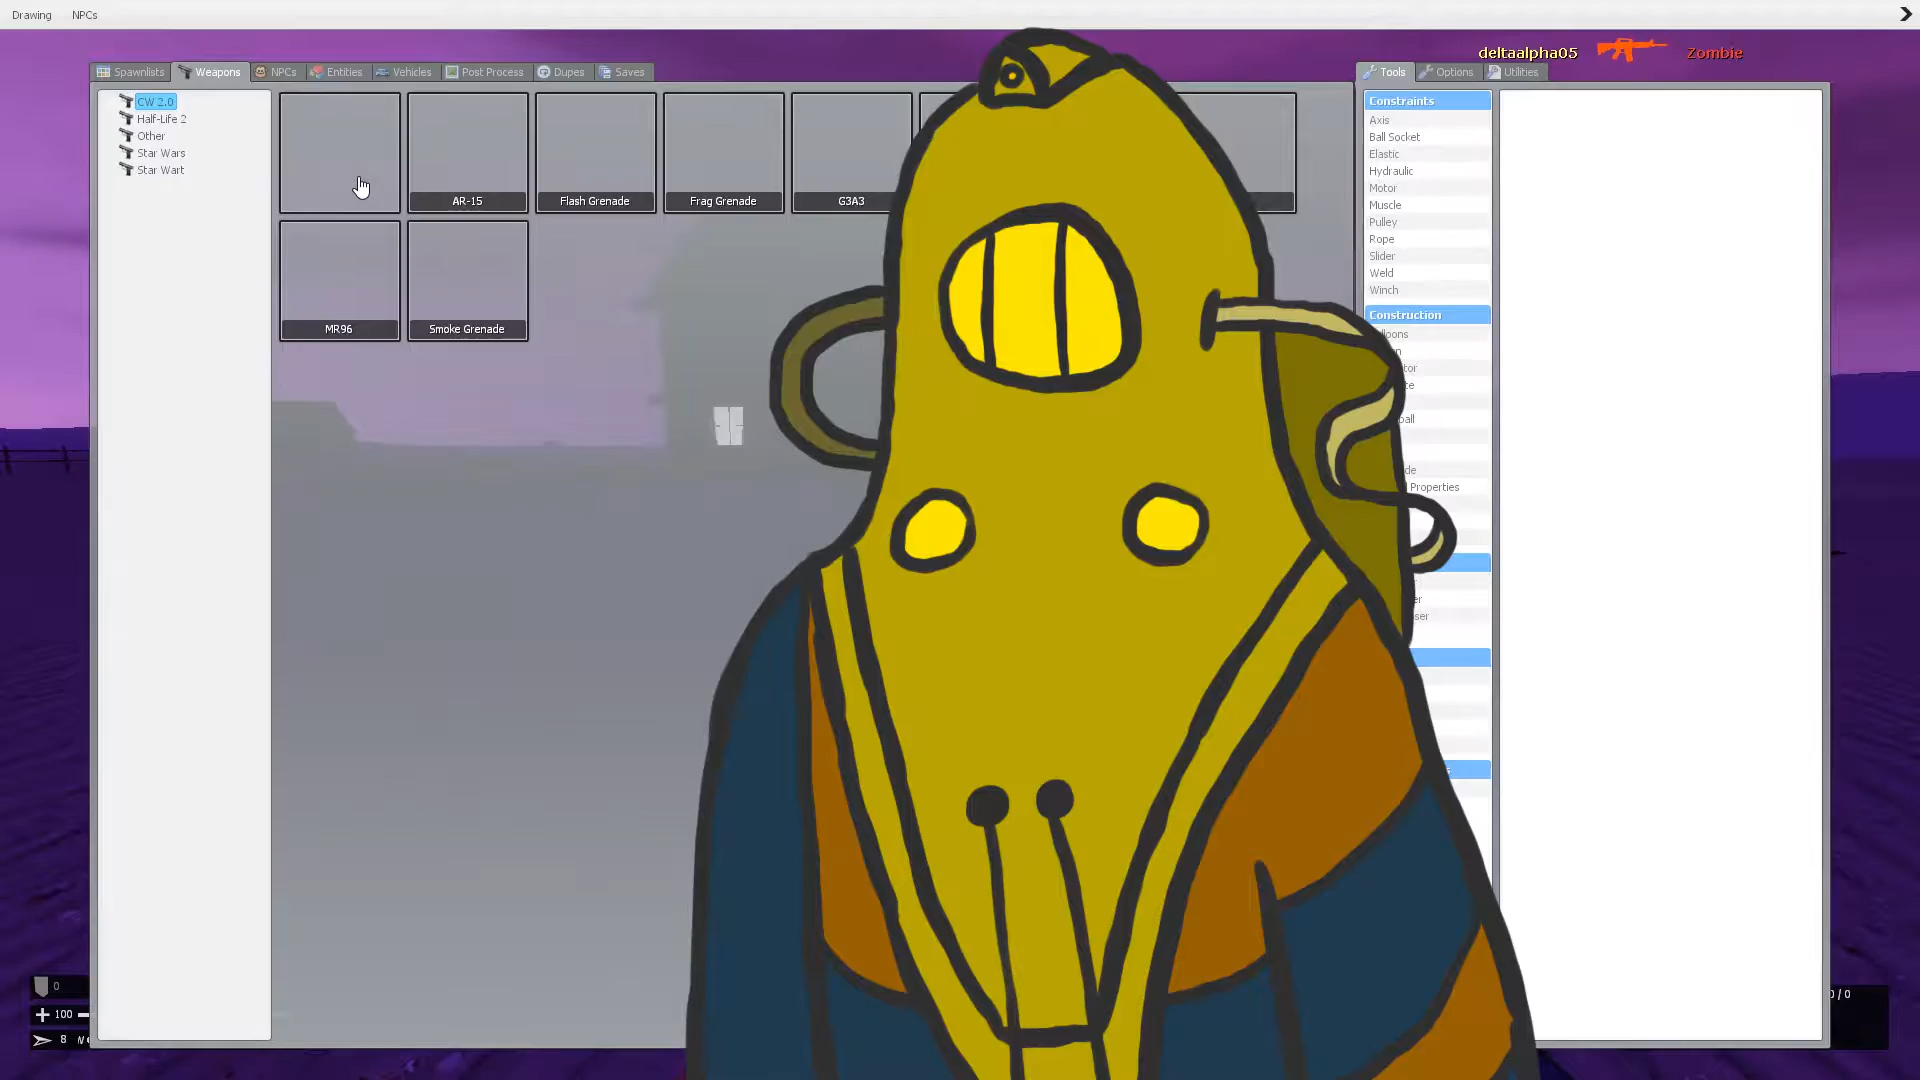 Drawing NPCs
deltaalpha05 Zombie
Spawnlists Weapons NPCs Entities Vehicles Post Process Dupes Saves
Tools Options Utilities
CW 2.0
Half-Life 2
Other
Star Wars
Star Wart
AR-15
Flash Grenade
Frag Grenade
G3A3
MR96
Smoke Grenade
Constraints
Axis
Ball Socket
Elastic
Hydraulic
Motor
Muscle
Pulley
Rope
Slider
Weld
Winch
Construction
Properties
0
100
8
0 / 0